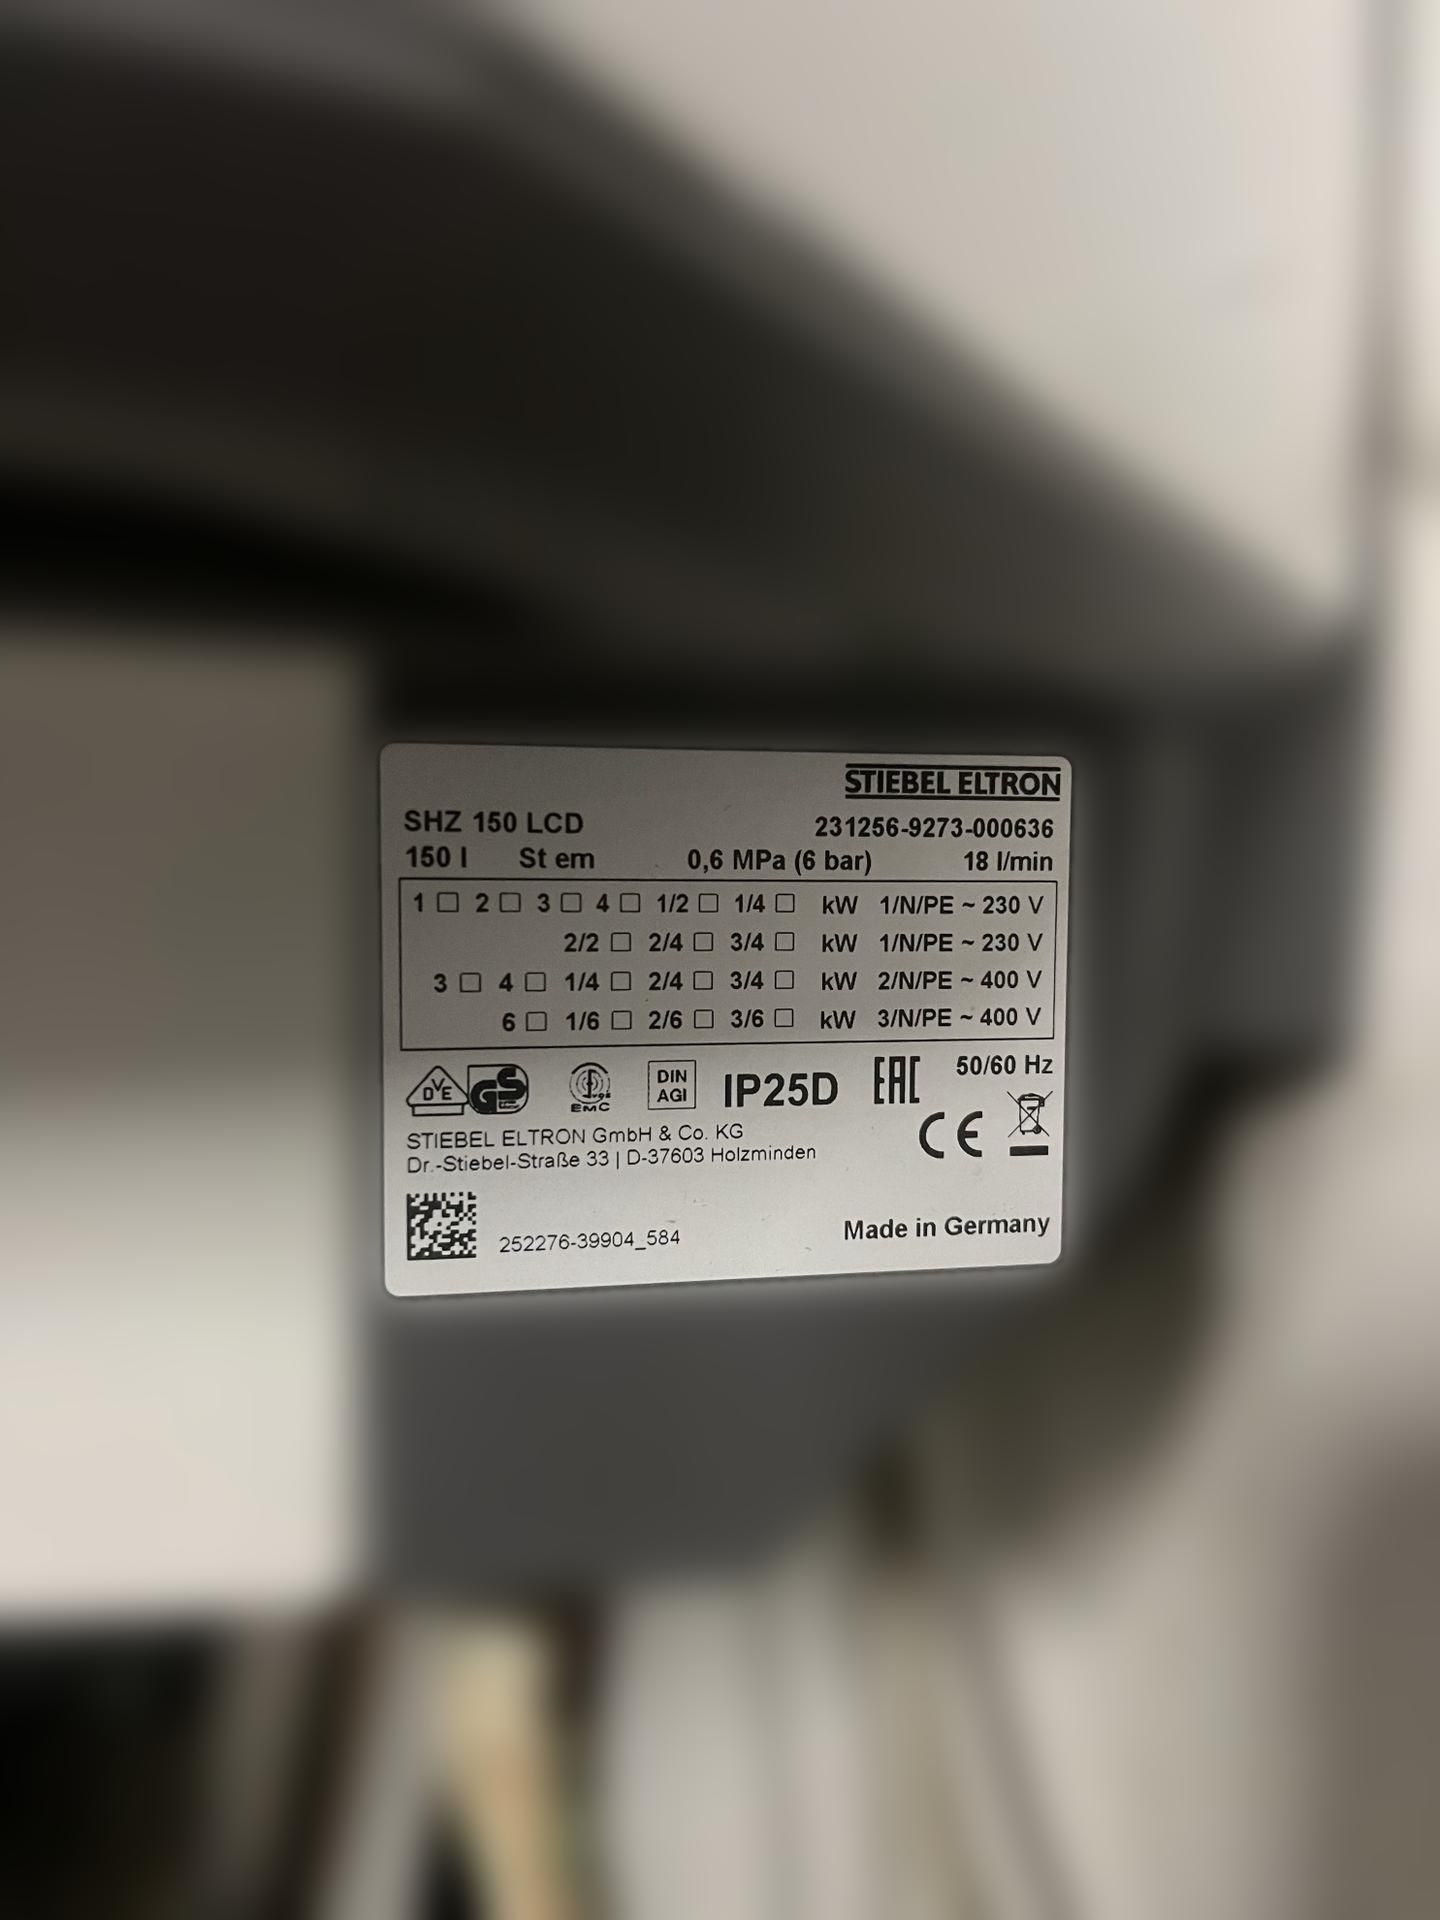 STIEBEL ELTRON
SHZ 150 LCD 231256-9273-000636
150 l St em 0,6 MPa (6 bar) 18 l/min
1 ☐ 2 ☐ 3 ☐ 4 ☐ 1/2 ☐ 1/4 ☐ kW 1/N/PE ~ 230 V
2/2 ☐ 2/4 ☐ 3/4 ☐ kW 1/N/PE ~ 230 V
3 ☐ 4 ☐ 1/4 ☐ 2/4 ☐ 3/4 ☐ kW 2/N/PE ~ 400 V
6 ☐ 1/6 ☐ 2/6 ☐ 3/6 ☐ kW 3/N/PE ~ 400 V
DVE GS EMC DIN AGI IP25D EAC 50/60 Hz
CE
STIEBEL ELTRON GmbH & Co. KG
Dr.-Stiebel-Straße 33 | D-37603 Holzminden
252276-39904_584 Made in Germany